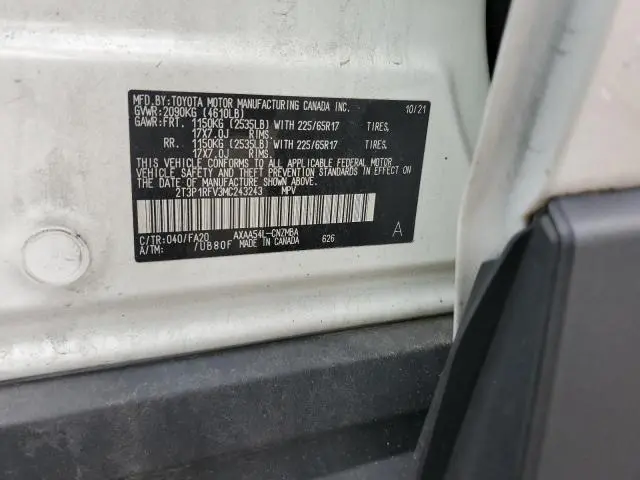 MFD.BY:TOYOTA MOTOR MANUFACTURING CANADA INC. 10/21
GVWR:2090KG (4610LB)
GAWR:FRT. 1150KG (2535LB) WITH 225/65R17 TIRES,
17X7.0J RIMS.
RR. 1150KG (2535LB) WITH 225/65R17 TIRES,
17X7.0J RIMS.
THIS VEHICLE CONFORMS TO ALL APPLICABLE FEDERAL MOTOR
VEHICLE SAFETY AND THEFT PREVENTION STANDARDS IN EFFECT
ON THE DATE OF MANUFACTURE SHOWN ABOVE.
2T3P1RFV3MC243243 MPV
A
C/TR:040/FA20 AXAA54L-CNZMBA 626
A/TM: /UB80F MADE IN CANADA